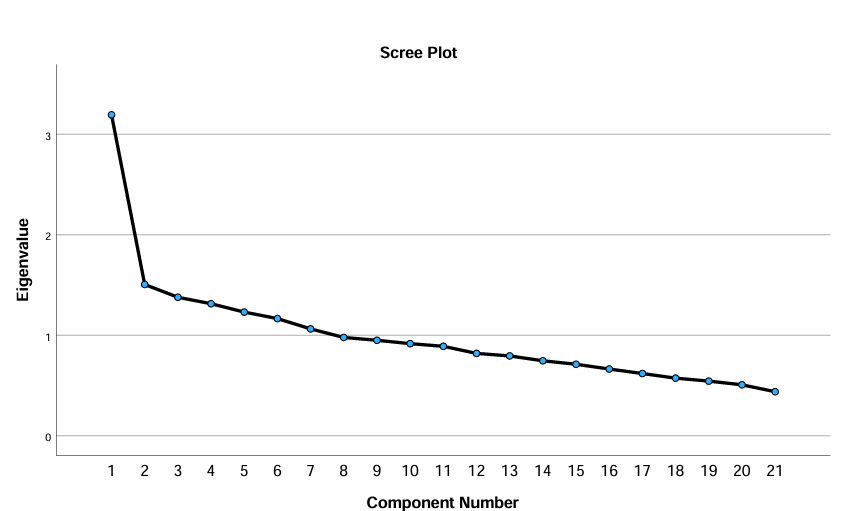 Scree Plot
Eigenvalue
3
2
1
0
1 2 3 4 5 6 7 8 9 10 11 12 13 14 15 16 17 18 19 20 21
Component Number